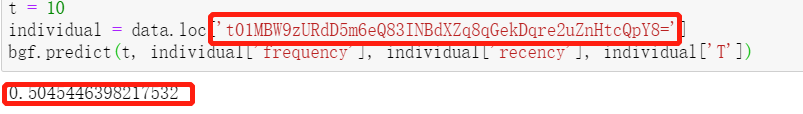 t = 10
individual = data.loc['t01MBW9zURdD5m6eQ83INBdXZq8qGekDqre2uZnHtcQpY8=']
bgf.predict(t, individual['frequency'], individual['recency'], individual['T'])
0.5045446398217532